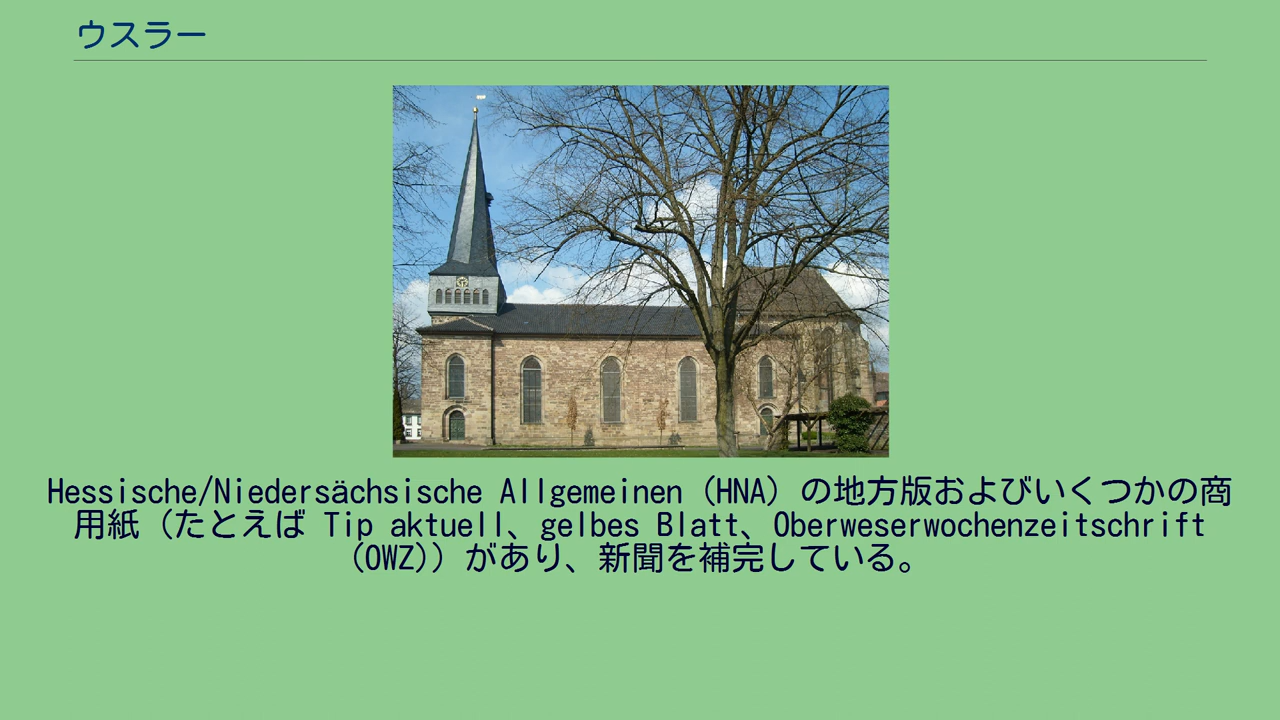 ウスラー
Hessische/Niedersächsische Allgemeinen（HNA）の地方版およびいくつかの商
用紙（たとえば Tip aktuell、gelbes Blatt、Oberweserwochenzeitschrift
（OWZ)）があり、新聞を補完している。